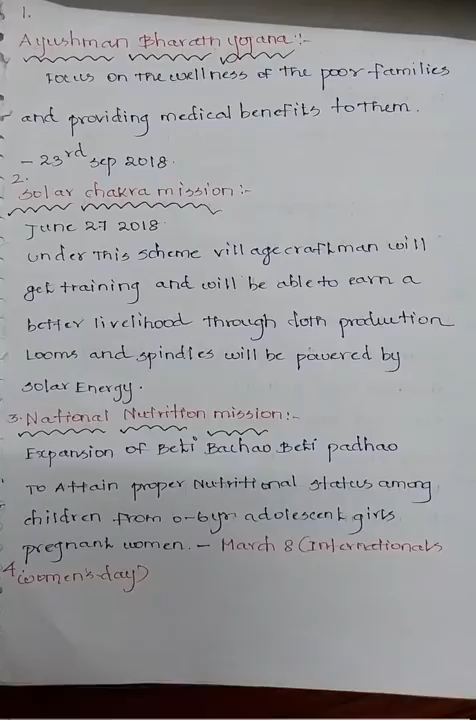 1.
Ayushman Bharath yojana :-
Focus on the wellness of the poor families
and providing medical benefits to them.
- 23rd sep 2018.
2.
Solar chakra mission :-
June 27 2018
under this scheme village craftman will
get training and will be able to earn a
better livelihood through cloth production
Looms and spindles will be powered by
Solar Energy.
3. National Nutrition mission :-
Expansion of Beti Bachao Beti padhao
To Attain proper Nutritional status among
children from 0-6yr adolescent girls
pregnant women. - March 8 (Internationals
4 women's day)